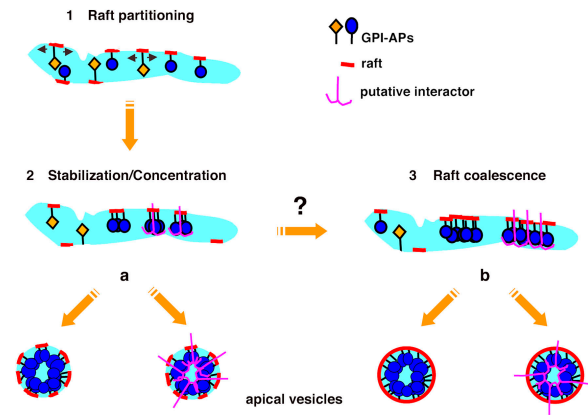 1 Raft partitioning
GPI-APs
raft
putative interactor
2 Stabilization/Concentration
?
3 Raft coalescence
a
b
apical vesicles